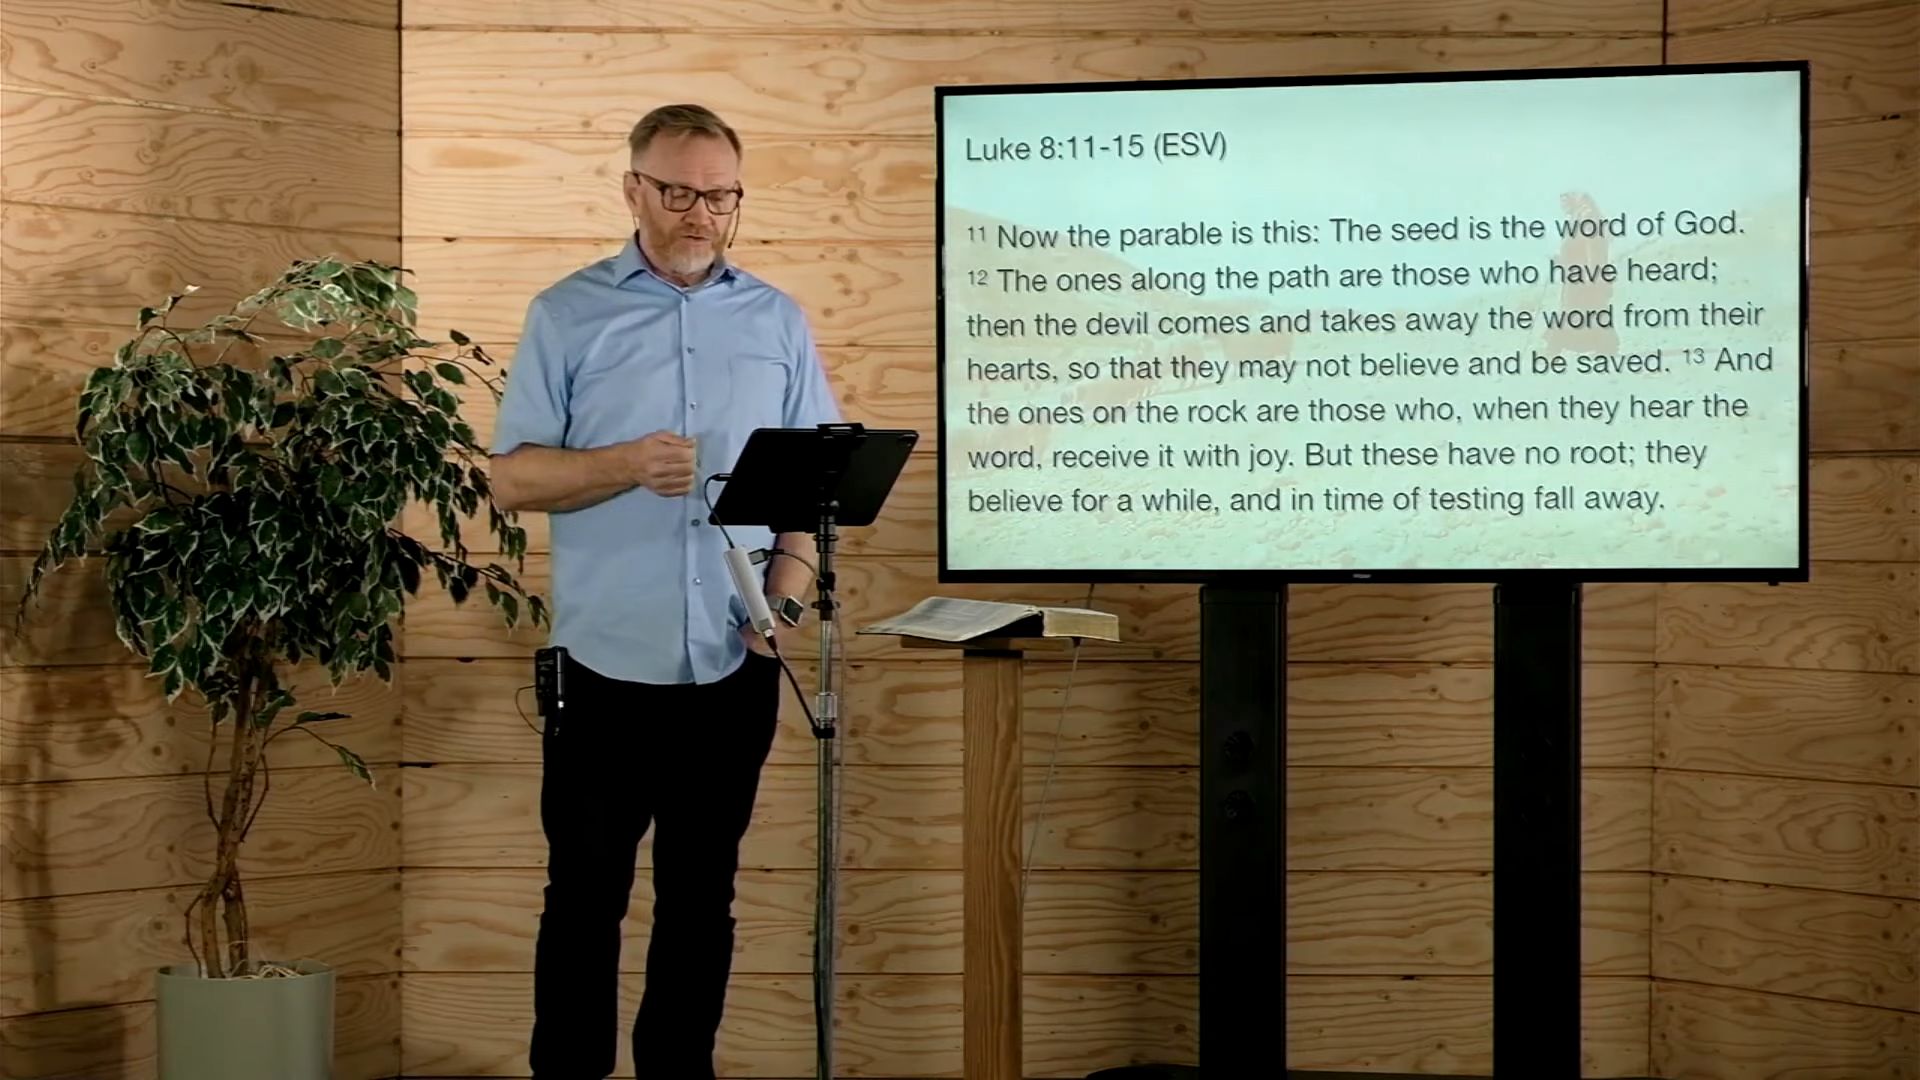 Luke 8:11-15 (ESV)
11 Now the parable is this: The seed is the word of God.
12 The ones along the path are those who have heard;
then the devil comes and takes away the word from their
hearts, so that they may not believe and be saved. 13 And
the ones on the rock are those who, when they hear the
word, receive it with joy. But these have no root; they
believe for a while, and in time of testing fall away.